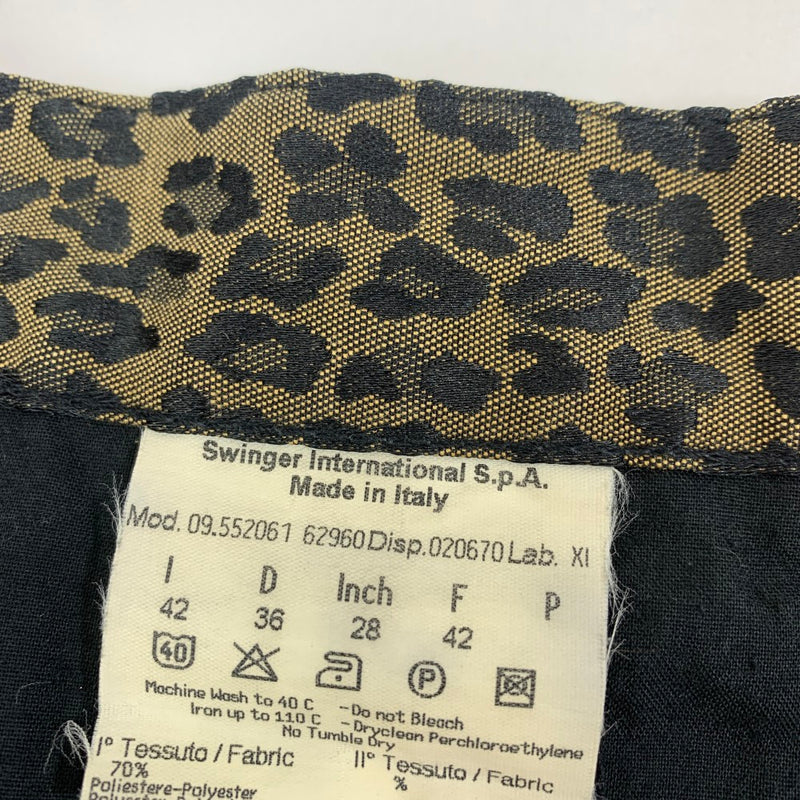 Swinger International S.p.A.
Made in Italy
Mod. 09.552061 62960 Disp.020670 Lab. XI
I D Inch F P
42 36 28 42
40 P
Machine Wash to 40 C -Do not Bleach
Iron up to 110 C -Dryclean Perchloroethylene
No Tumble Dry
I° Tessuto / Fabric II° Tessuto / Fabric
70% %
Poliestere-Polyester